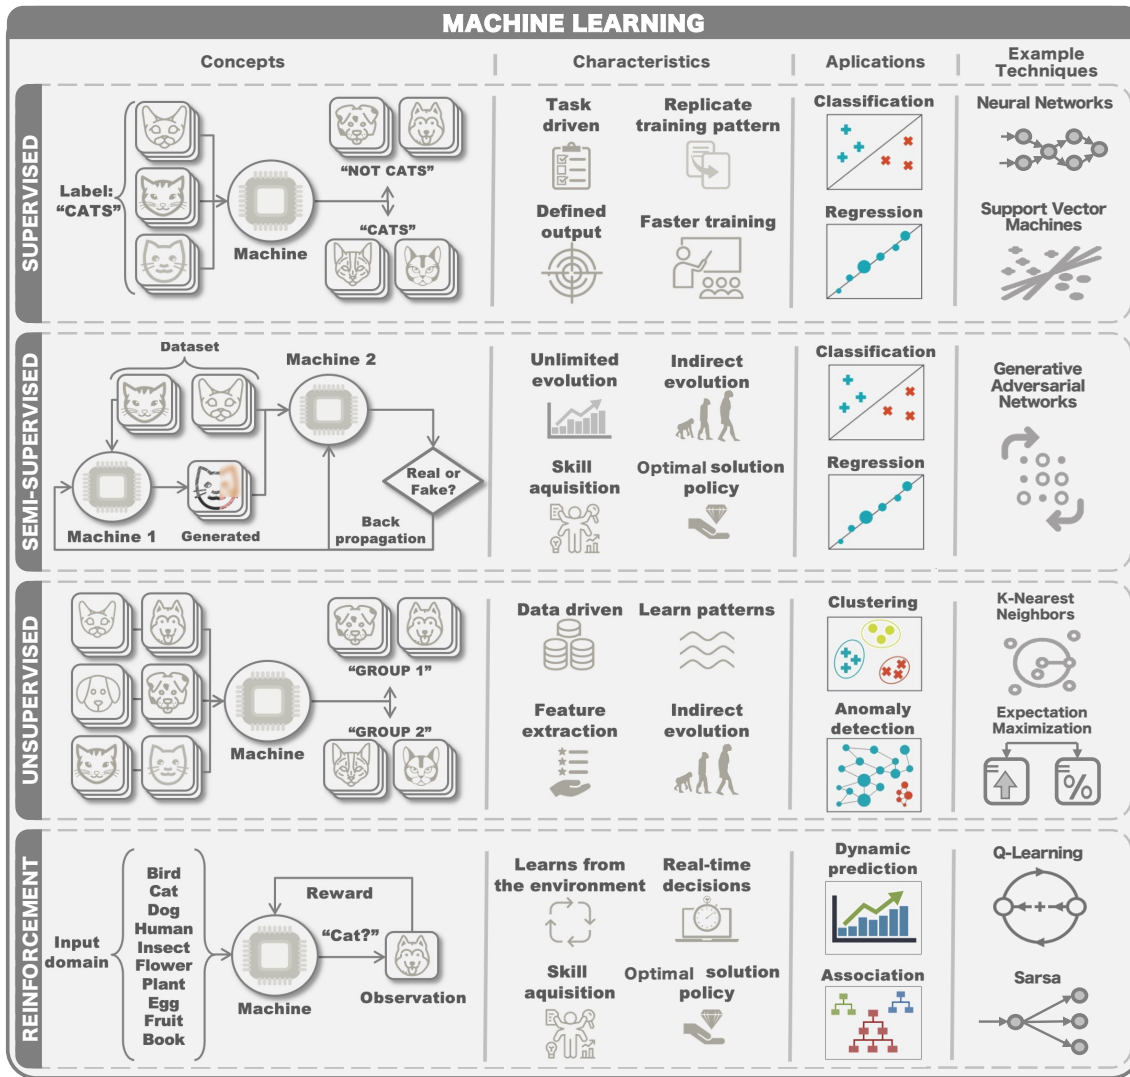 MACHINE LEARNING
Concepts
Characteristics
Aplications
Example
Techniques
SUPERVISED
Label:
“CATS”
Machine
“NOT CATS”
“CATS”
Task
driven
Replicate
training pattern
Defined
output
Faster training
Classification
Regression
Neural Networks
Support Vector
Machines
SEMI-SUPERVISED
Dataset
Machine 2
Machine 1
Generated
Real or
Fake?
Back
propagation
Unlimited
evolution
Indirect
evolution
Skill
aquisition
Optimal solution
policy
Classification
Regression
Generative
Adversarial
Networks
UNSUPERVISED
Machine
“GROUP 1”
“GROUP 2”
Data driven
Learn patterns
Feature
extraction
Indirect
evolution
Clustering
Anomaly
detection
K-Nearest
Neighbors
Expectation
Maximization
%
REINFORCEMENT
Input
domain
Bird
Cat
Dog
Human
Insect
Flower
Plant
Egg
Fruit
Book
Machine
Reward
“Cat?”
Observation
Learns from
the environment
Real-time
decisions
Skill
aquisition
Optimal solution
policy
Dynamic
prediction
Association
Q-Learning
Sarsa